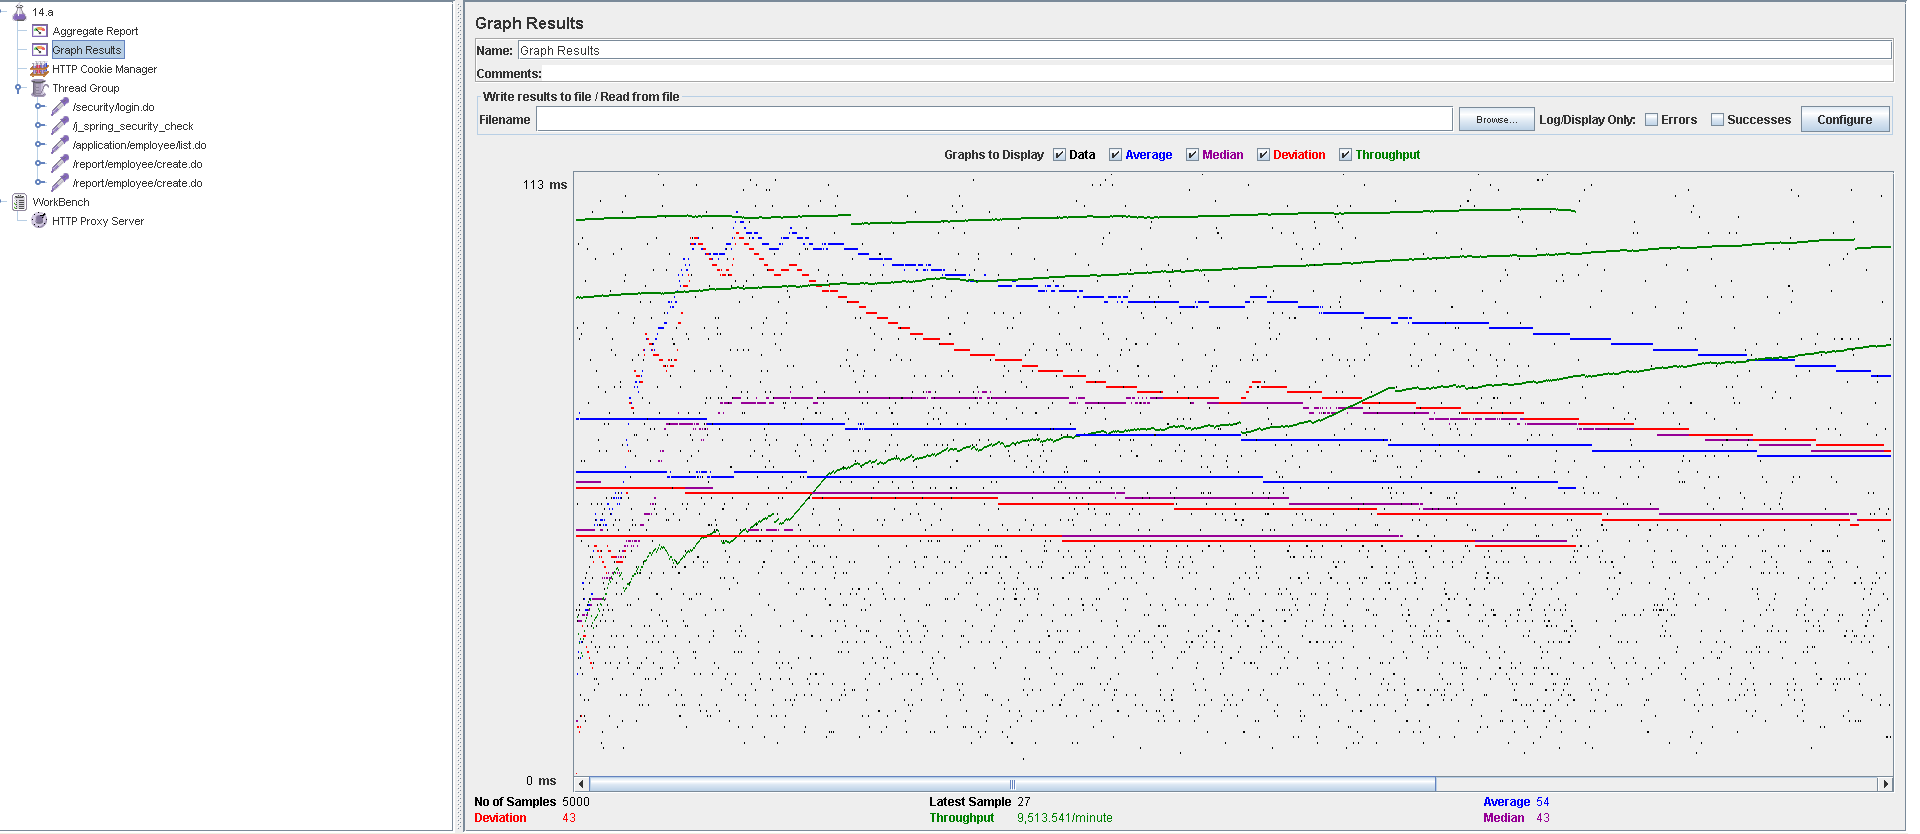 14.a
Aggregate Report
Graph Results
HTTP Cookie Manager
Thread Group
/security/login.do
/j_spring_security_check
/application/employee/list.do
/report/employee/create.do
/report/employee/create.do
WorkBench
HTTP Proxy Server
Graph Results
Name: Graph Results
Comments:
Write results to file / Read from file
Filename Browse... Log/Display Only: Errors Successes Configure
Graphs to Display Data Average Median Deviation Throughput
113 ms
0 ms
No of Samples 5000 Latest Sample 27 Average 54
Deviation 43 Throughput 9,513.541/minute Median 43